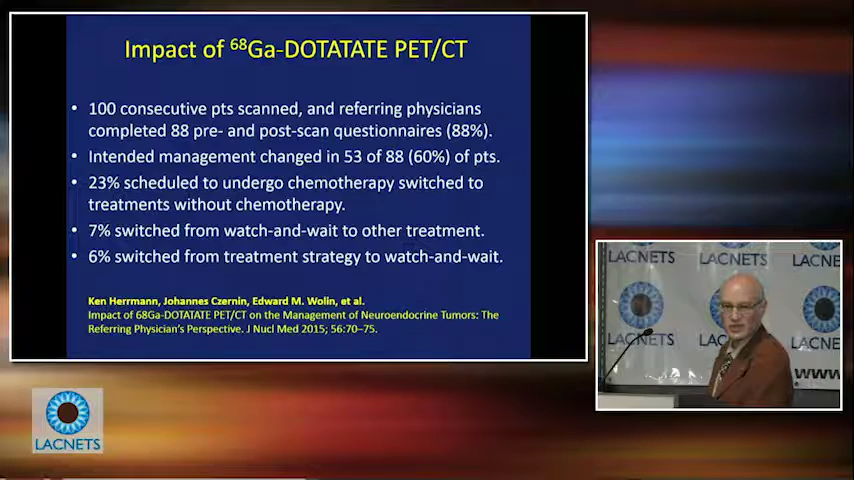 Impact of ⁶⁸Ga-DOTATATE PET/CT
• 100 consecutive pts scanned, and referring physicians
completed 88 pre- and post-scan questionnaires (88%).
• Intended management changed in 53 of 88 (60%) of pts.
• 23% scheduled to undergo chemotherapy switched to
treatments without chemotherapy.
• 7% switched from watch-and-wait to other treatment.
• 6% switched from treatment strategy to watch-and-wait.
Ken Herrmann, Johannes Czernin, Edward M. Wolin, et al.
Impact of 68Ga-DOTATATE PET/CT on the Management of Neuroendocrine Tumors: The
Referring Physician's Perspective. J Nucl Med 2015; 56:70–75.
LACNETS
LACNETS
LACNE
LACNETS
LA
LACNETS
www.
LACNETS